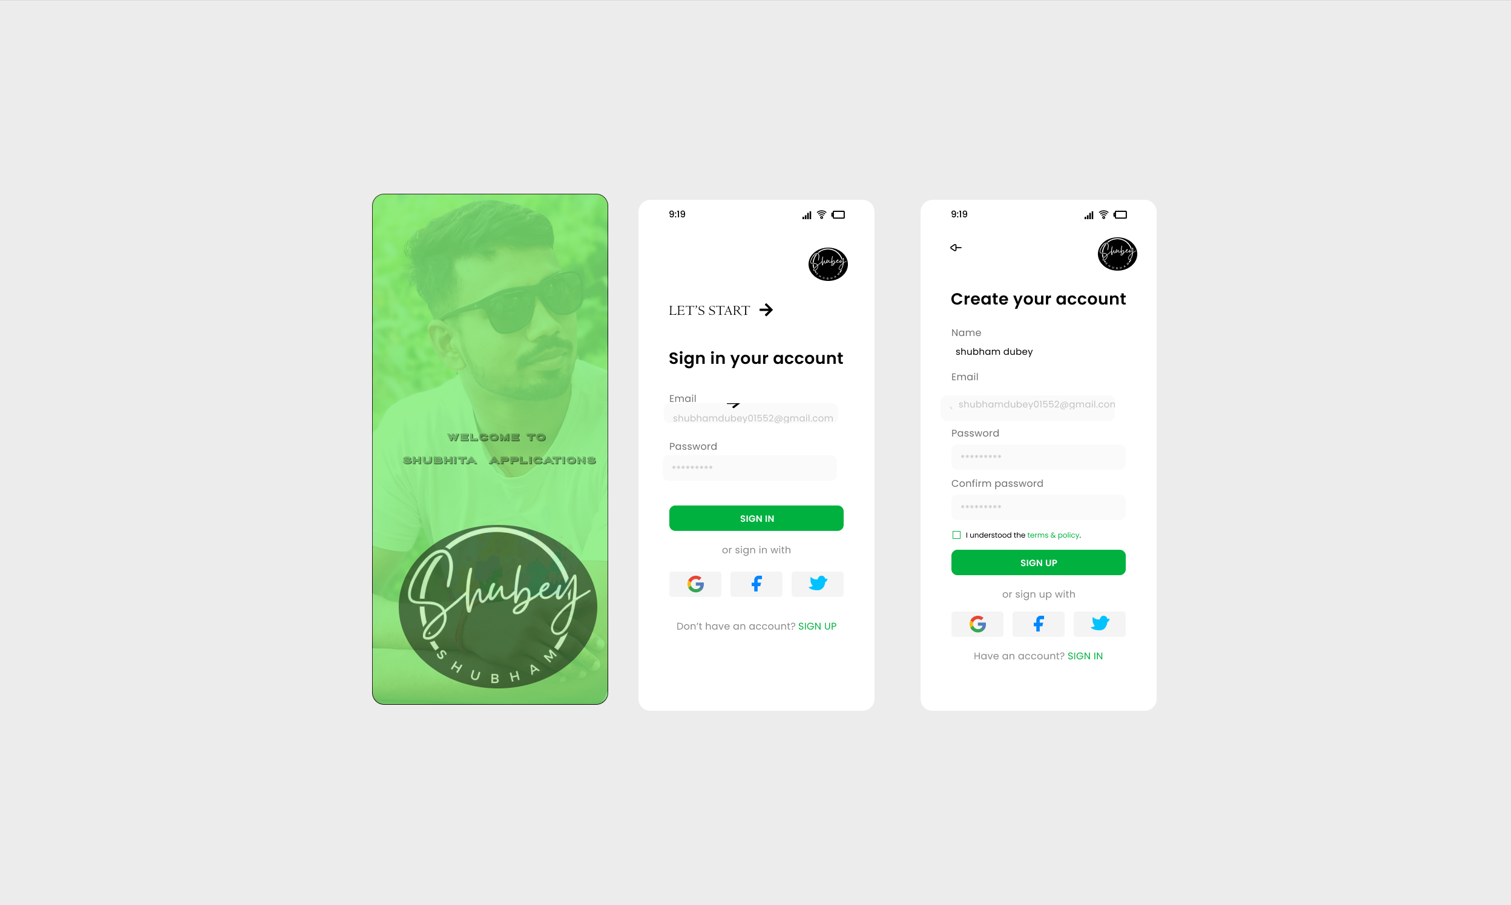 WELCOME TO
SHUBHITA APPLICATIONS
Shubey
SHUBHAM
9:19
Shubey
LET'S START
Sign in your account
Email
shubhamdubey01552@gmail.com
Password
SIGN IN
or sign in with
Don't have an account? SIGN UP
9:19
Shubey
Create your account
Name
shubham dubey
Email
shubhamdubey01552@gmail.con
Password
Confirm password
I understood the terms & policy.
SIGN UP
or sign up with
Have an account? SIGN IN